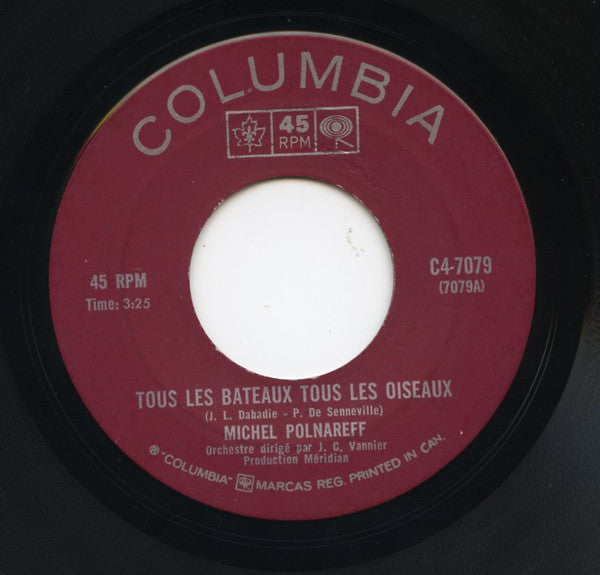 COLUMBIA
45
RPM
45 RPM
Time: 3:25
C4-7079
(7079A)
TOUS LES BATEAUX TOUS LES OISEAUX
(J. L. Dabadie - P. De Senneville)
MICHEL POLNAREFF
Orchestre dirigé par J. C. Vannier
Production Méridian
® "COLUMBIA" MARCAS REG. PRINTED IN CAN.